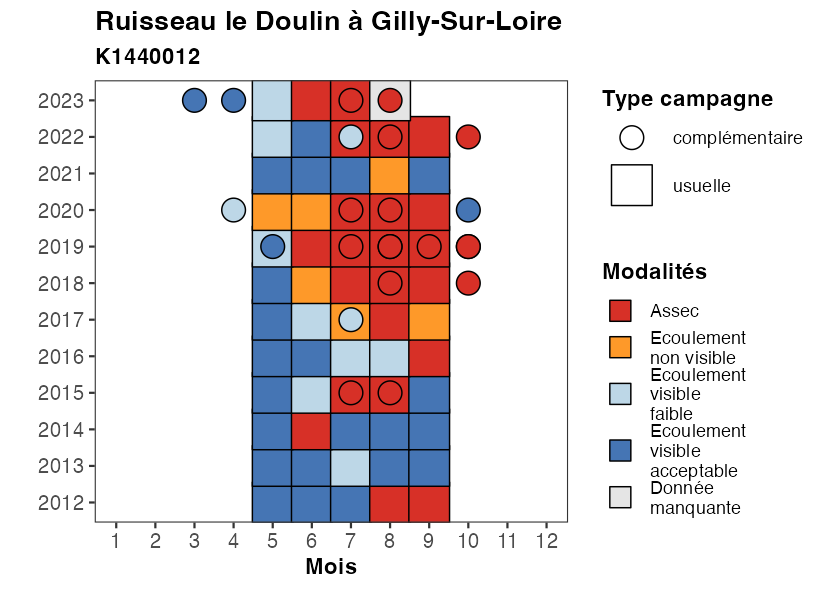 Ruisseau le Doulin à Gilly-Sur-Loire
K1440012
2023
2022
2021
2020
2019
2018
2017
2016
2015
2014
2013
2012
1 2 3 4 5 6 7 8 9 10 11 12
Mois
Type campagne
complémentaire
usuelle
Modalités
Assec
Ecoulement
non visible
Ecoulement
visible
faible
Ecoulement
visible
acceptable
Donnée
manquante